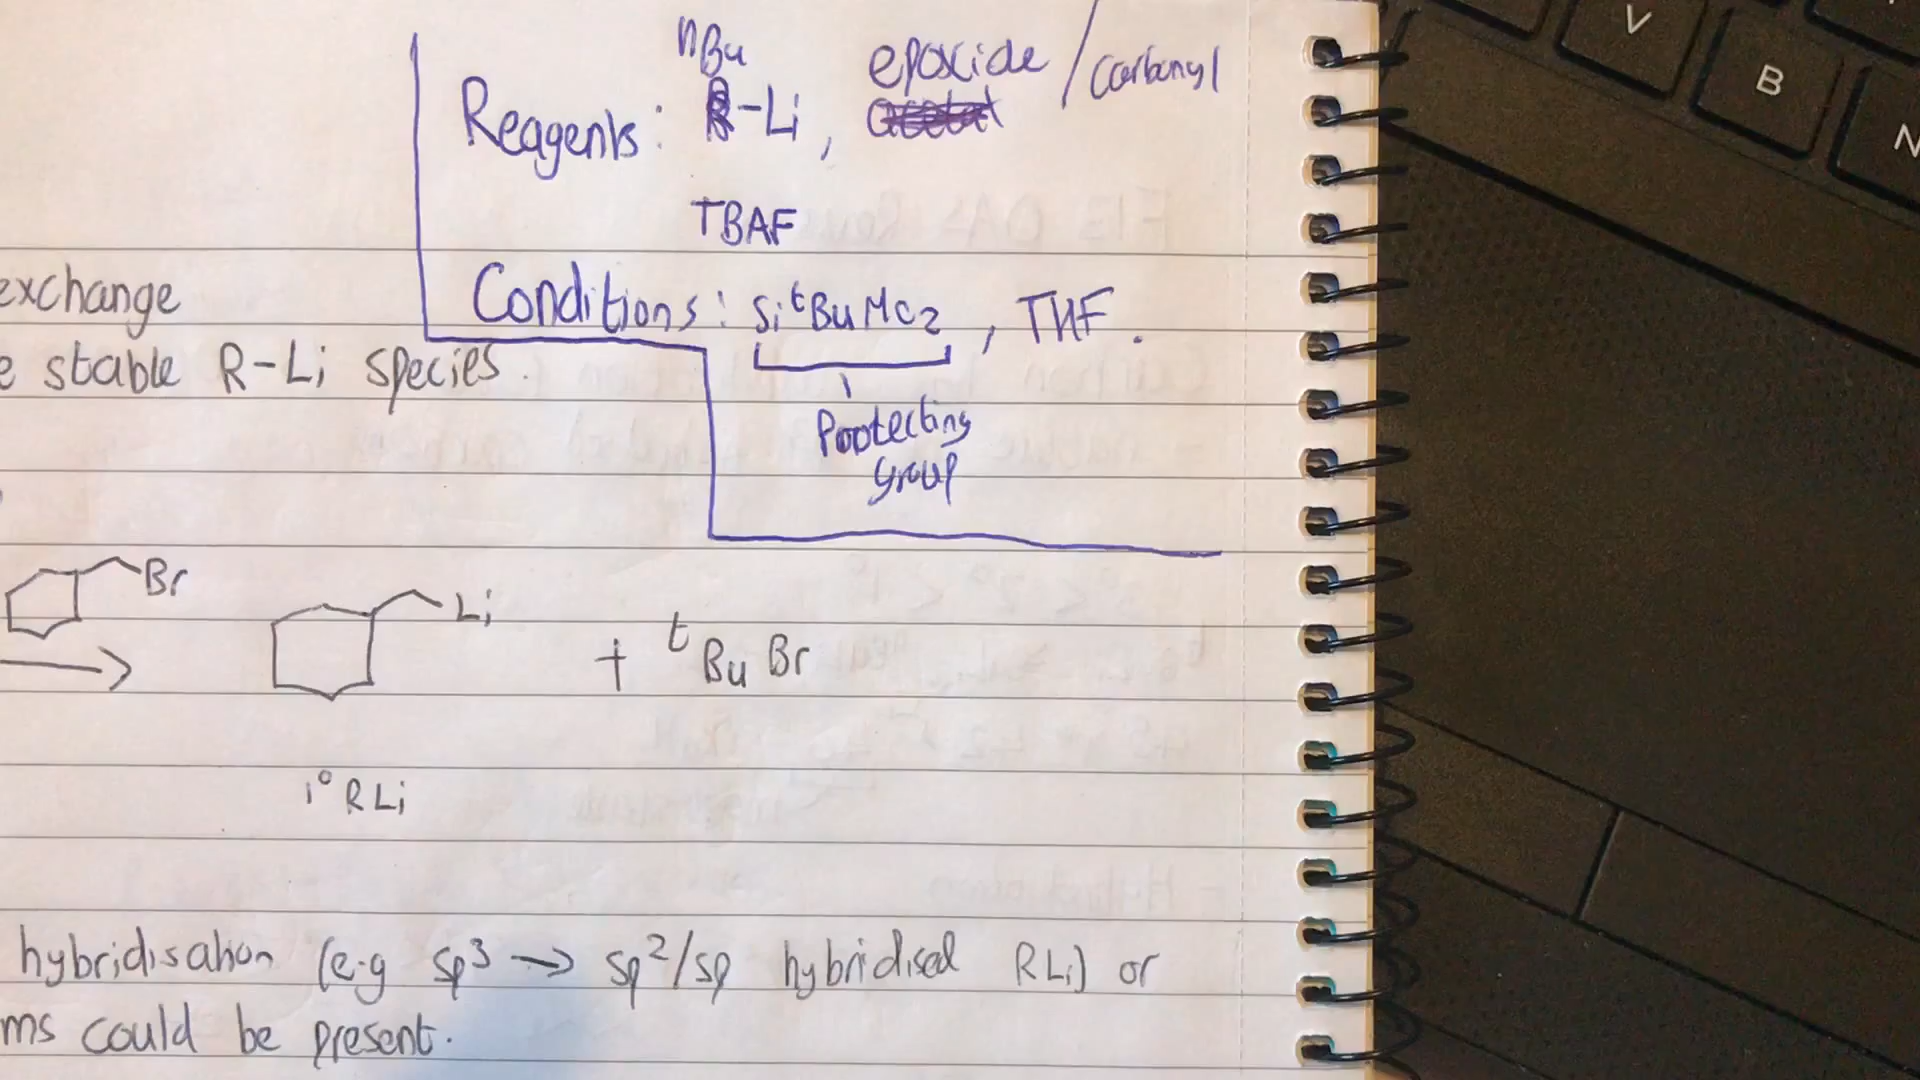 nBu
R-Li, epoxide / carbonyl
Reagents:
TBAF
Conditions: SitBuMe2, THF.
Protecting
group
exchange
e stable R-Li species.
Br
Li
+ tBuBr
1° RLi
hybridisation (e.g sp3 → sp2/sp hybridised RLi) or
ms could be present.
V
B
N